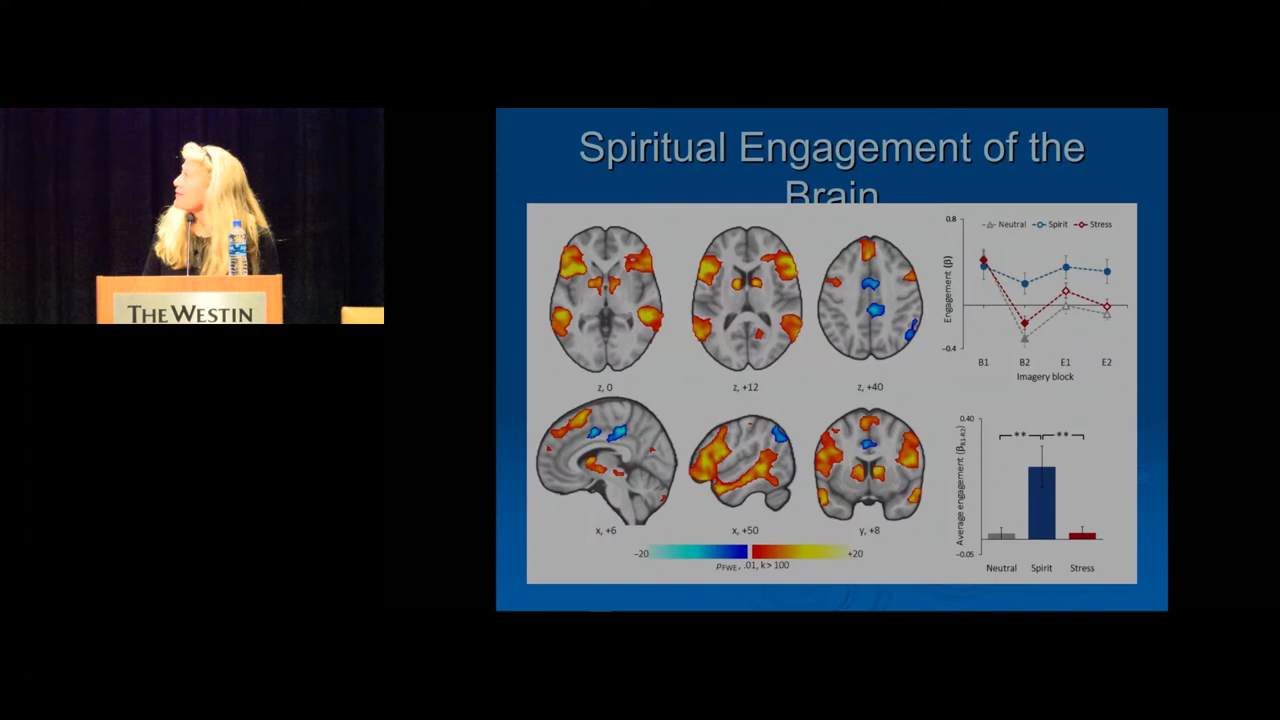 THE WESTIN
Spiritual Engagement of the
Brain
z, 0
z, +12
z, +40
x, +6
x, +50
y, +8
−20
+20
pFWE, .01, k > 100
Neutral
Spirit
Stress
0.8
−0.4
Engagement (β)
B1
B2
E1
E2
Imagery block
0.40
−0.05
** **
Neutral
Spirit
Stress